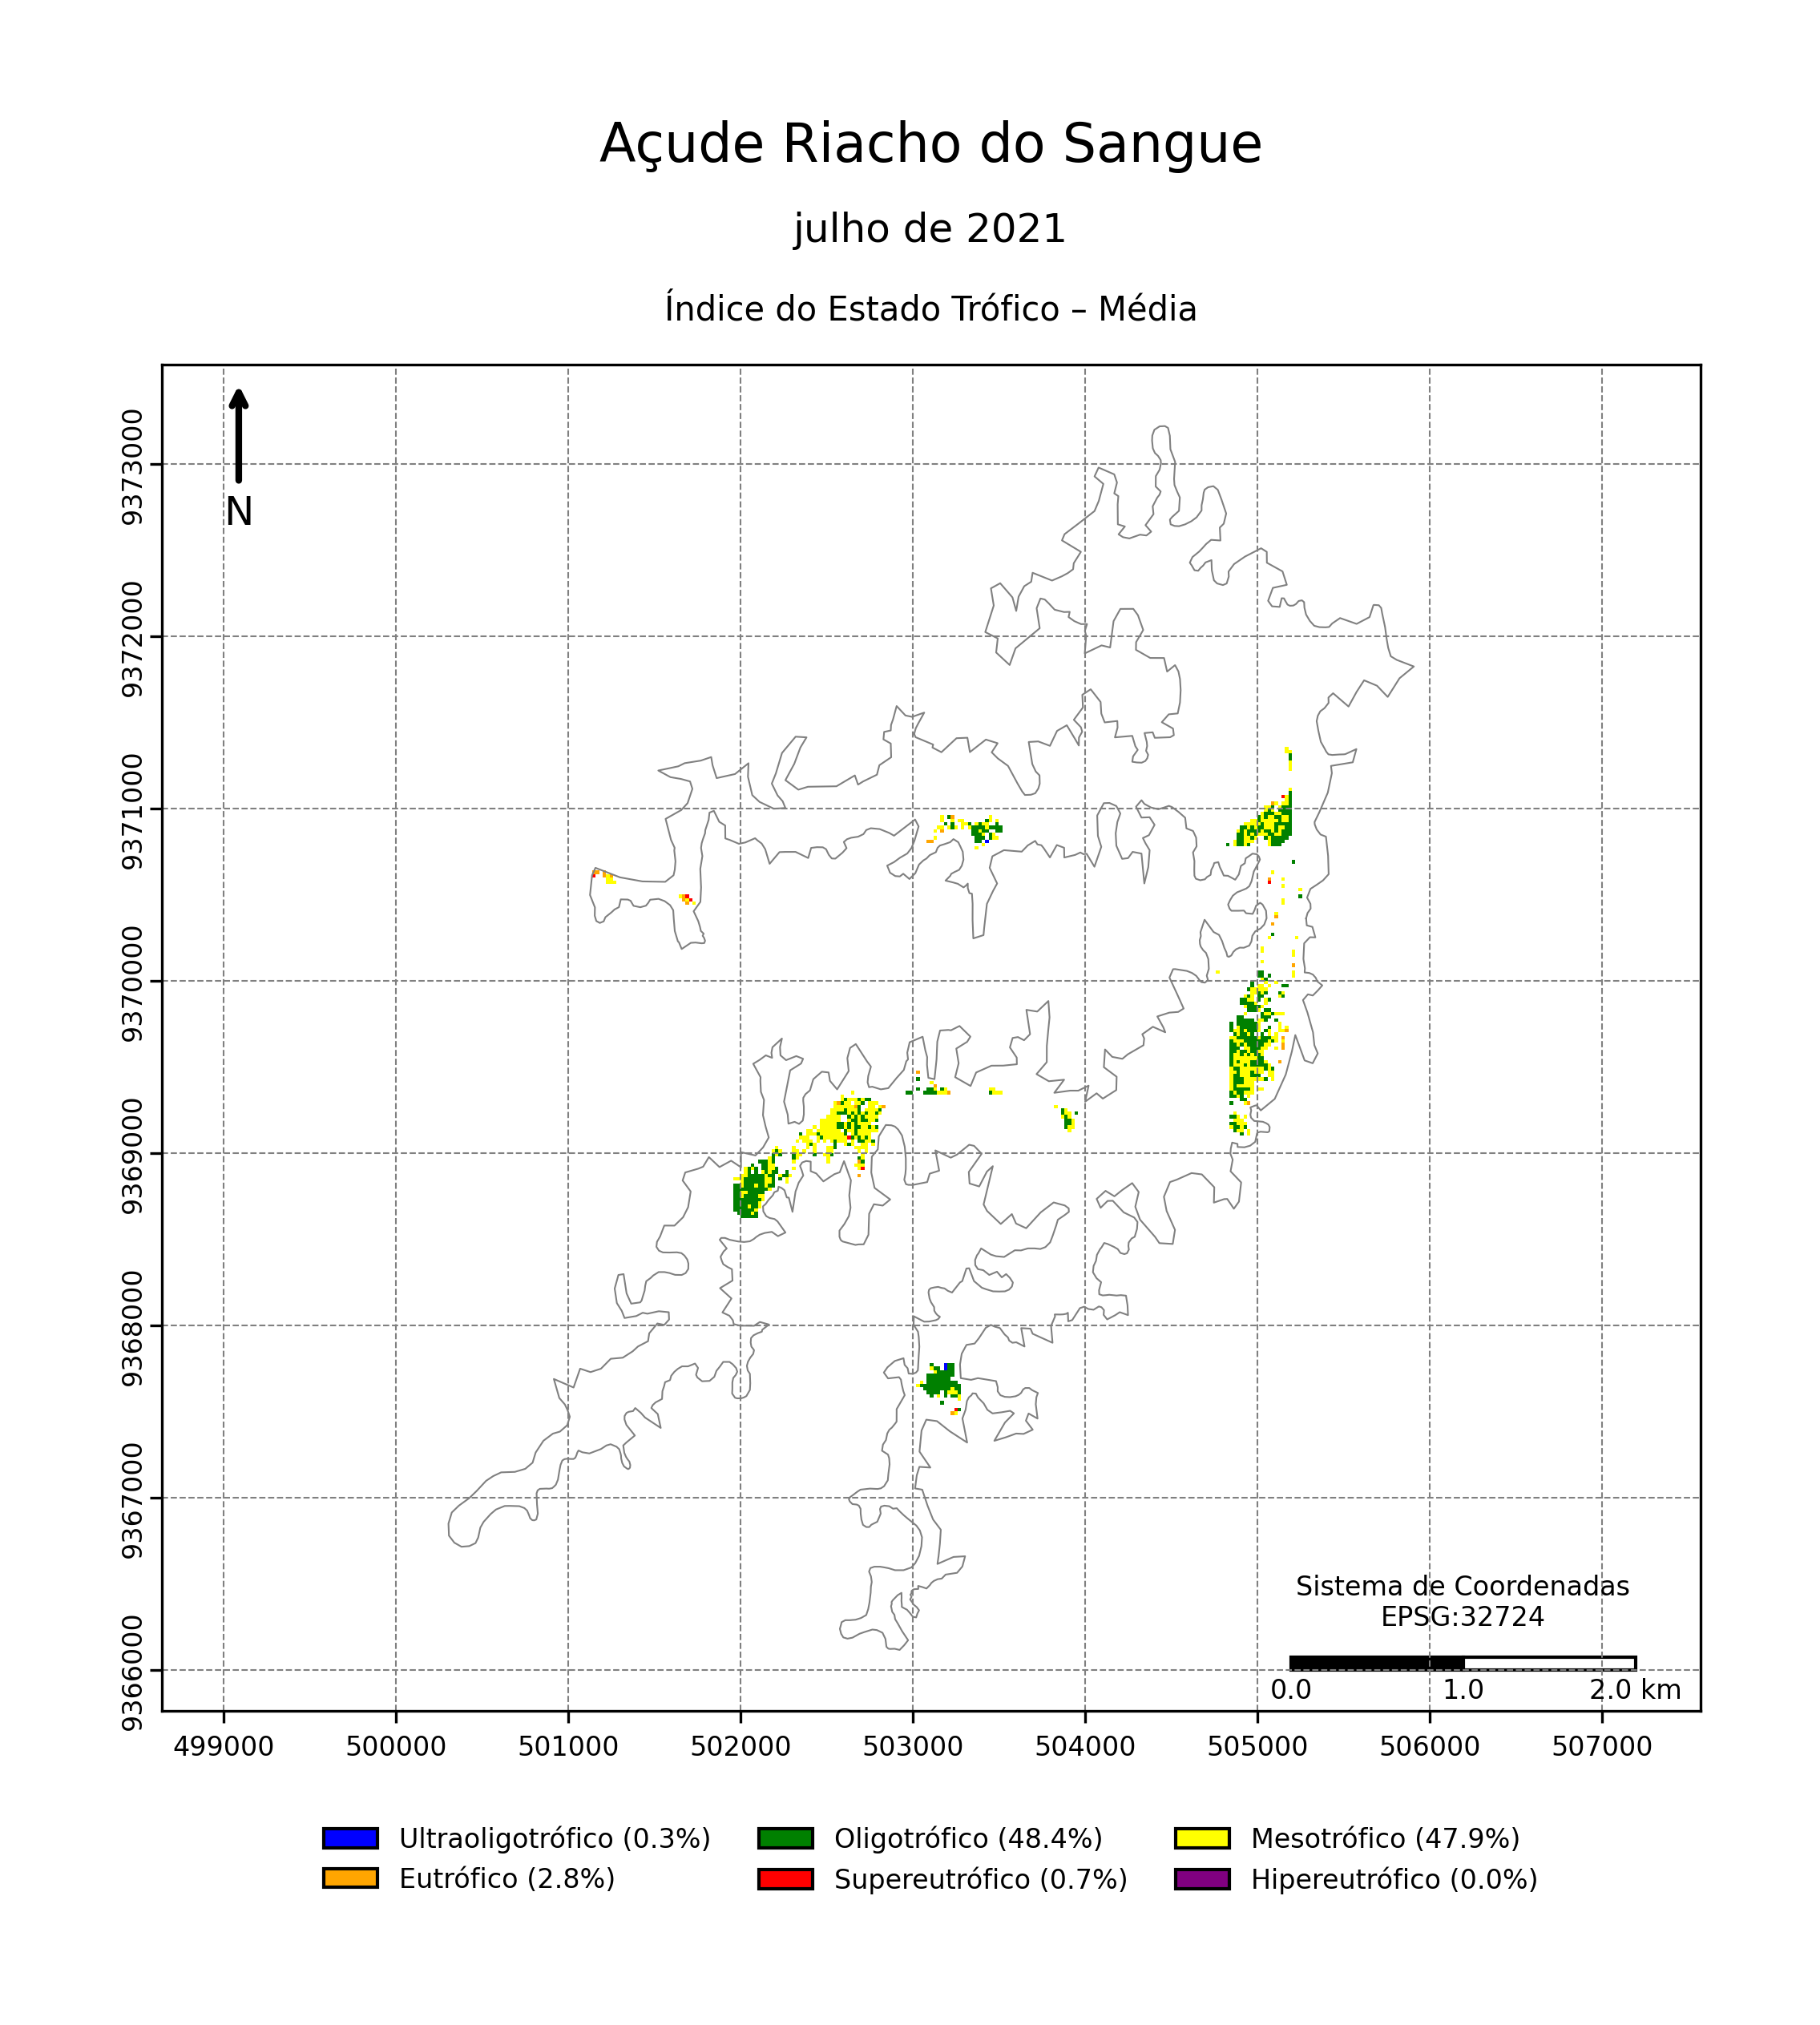 Açude Riacho do Sangue
julho de 2021
Índice do Estado Trófico – Média
N
9373000
9372000
9371000
9370000
9369000
9368000
9367000
9366000
Sistema de Coordenadas
EPSG:32724
0.0 1.0 2.0 km
499000 500000 501000 502000 503000 504000 505000 506000 507000
Ultraoligotrófico (0.3%) Oligotrófico (48.4%) Mesotrófico (47.9%)
Eutrófico (2.8%) Supereutrófico (0.7%) Hipereutrófico (0.0%)